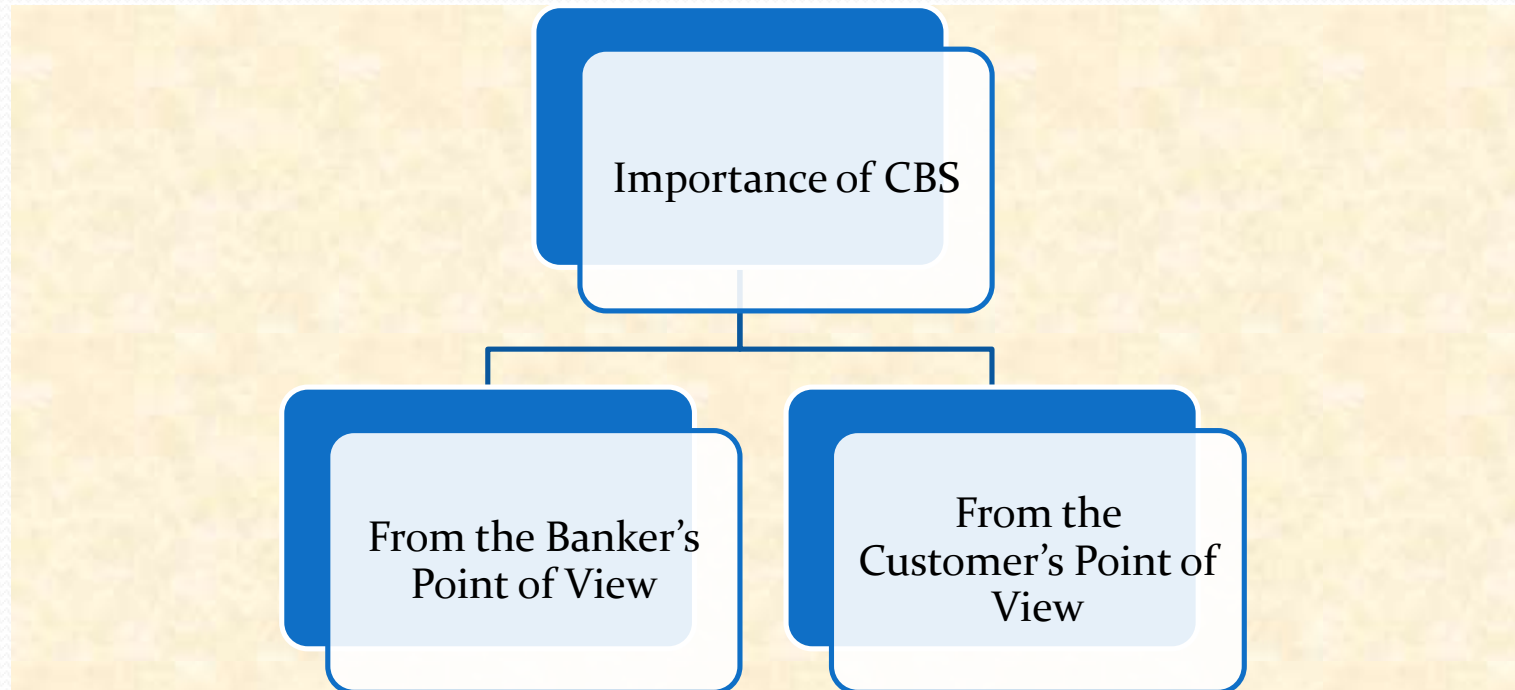 Importance of CBS
From the Banker’s
Point of View
From the
Customer’s Point of
View